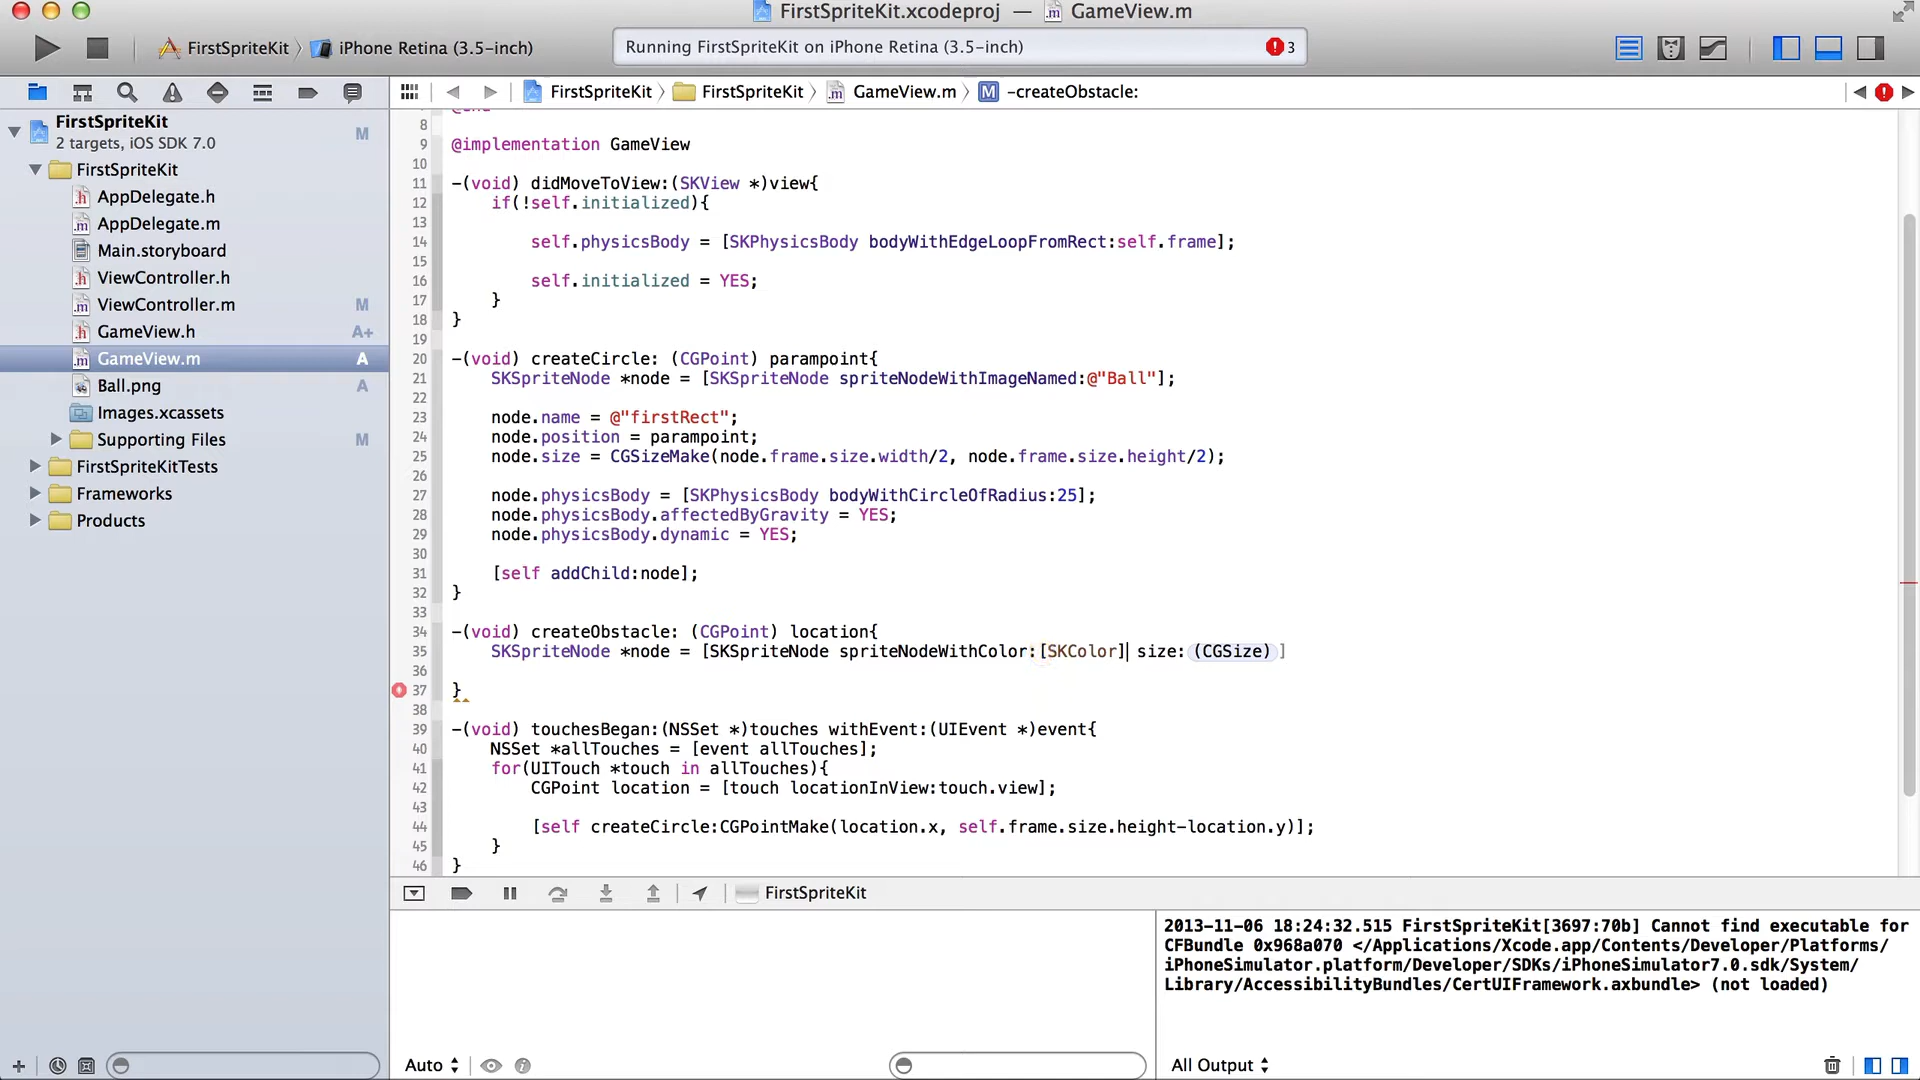 FirstSpriteKit.xcodeproj — GameView.m
FirstSpriteKit
iPhone Retina (3.5-inch)
Running FirstSpriteKit on iPhone Retina (3.5-inch)
3
FirstSpriteKit
FirstSpriteKit
GameView.m
M
-createObstacle:
FirstSpriteKit
M
2 targets, iOS SDK 7.0
FirstSpriteKit
AppDelegate.h
AppDelegate.m
Main.storyboard
ViewController.h
ViewController.m M
GameView.h A+
GameView.m A
Ball.png A
Images.xcassets
Supporting Files M
FirstSpriteKitTests
Frameworks
Products
@end
8
9 @implementation GameView
10
11 -(void) didMoveToView:(SKView *)view{
12 if(!self.initialized){
13
14 self.physicsBody = [SKPhysicsBody bodyWithEdgeLoopFromRect:self.frame];
15
16 self.initialized = YES;
17 }
18 }
19
20 -(void) createCircle: (CGPoint) parampoint{
21 SKSpriteNode *node = [SKSpriteNode spriteNodeWithImageNamed:@"Ball"];
22
23 node.name = @"firstRect";
24 node.position = parampoint;
25 node.size = CGSizeMake(node.frame.size.width/2, node.frame.size.height/2);
26
27 node.physicsBody = [SKPhysicsBody bodyWithCircleOfRadius:25];
28 node.physicsBody.affectedByGravity = YES;
29 node.physicsBody.dynamic = YES;
30
31 [self addChild:node];
32 }
33
34 -(void) createObstacle: (CGPoint) location{
35 SKSpriteNode *node = [SKSpriteNode spriteNodeWithColor:[SKColor] size:(CGSize)]
36
37 }
38
39 -(void) touchesBegan:(NSSet *)touches withEvent:(UIEvent *)event{
40 NSSet *allTouches = [event allTouches];
41 for(UITouch *touch in allTouches){
42 CGPoint location = [touch locationInView:touch.view];
43
44 [self createCircle:CGPointMake(location.x, self.frame.size.height-location.y)];
45 }
46 }
FirstSpriteKit
2013-11-06 18:24:32.515 FirstSpriteKit[3697:70b] Cannot find executable for
CFBundle 0x968a070 </Applications/Xcode.app/Contents/Developer/Platforms/
iPhoneSimulator.platform/Developer/SDKs/iPhoneSimulator7.0.sdk/System/
Library/AccessibilityBundles/CertUIFramework.axbundle> (not loaded)
Auto
All Output